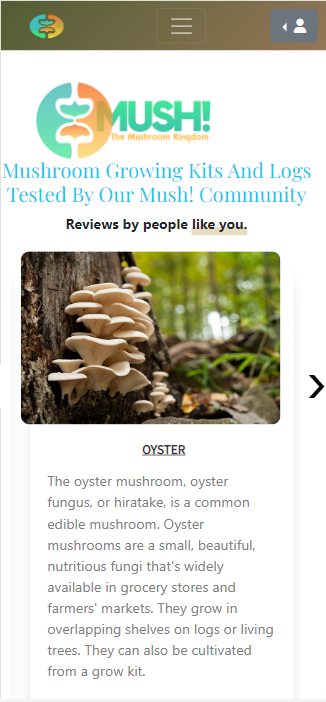 MUSH!
The Mushroom Kingdom
Mushroom Growing Kits And Logs
Tested By Our Mush! Community
Reviews by people like you.
OYSTER
The oyster mushroom, oyster
fungus, or hiratake, is a common
edible mushroom. Oyster
mushrooms are a small, beautiful,
nutritious fungi that's widely
available in grocery stores and
farmers' markets. They grow in
overlapping shelves on logs or living
trees. They can also be cultivated
from a grow kit.